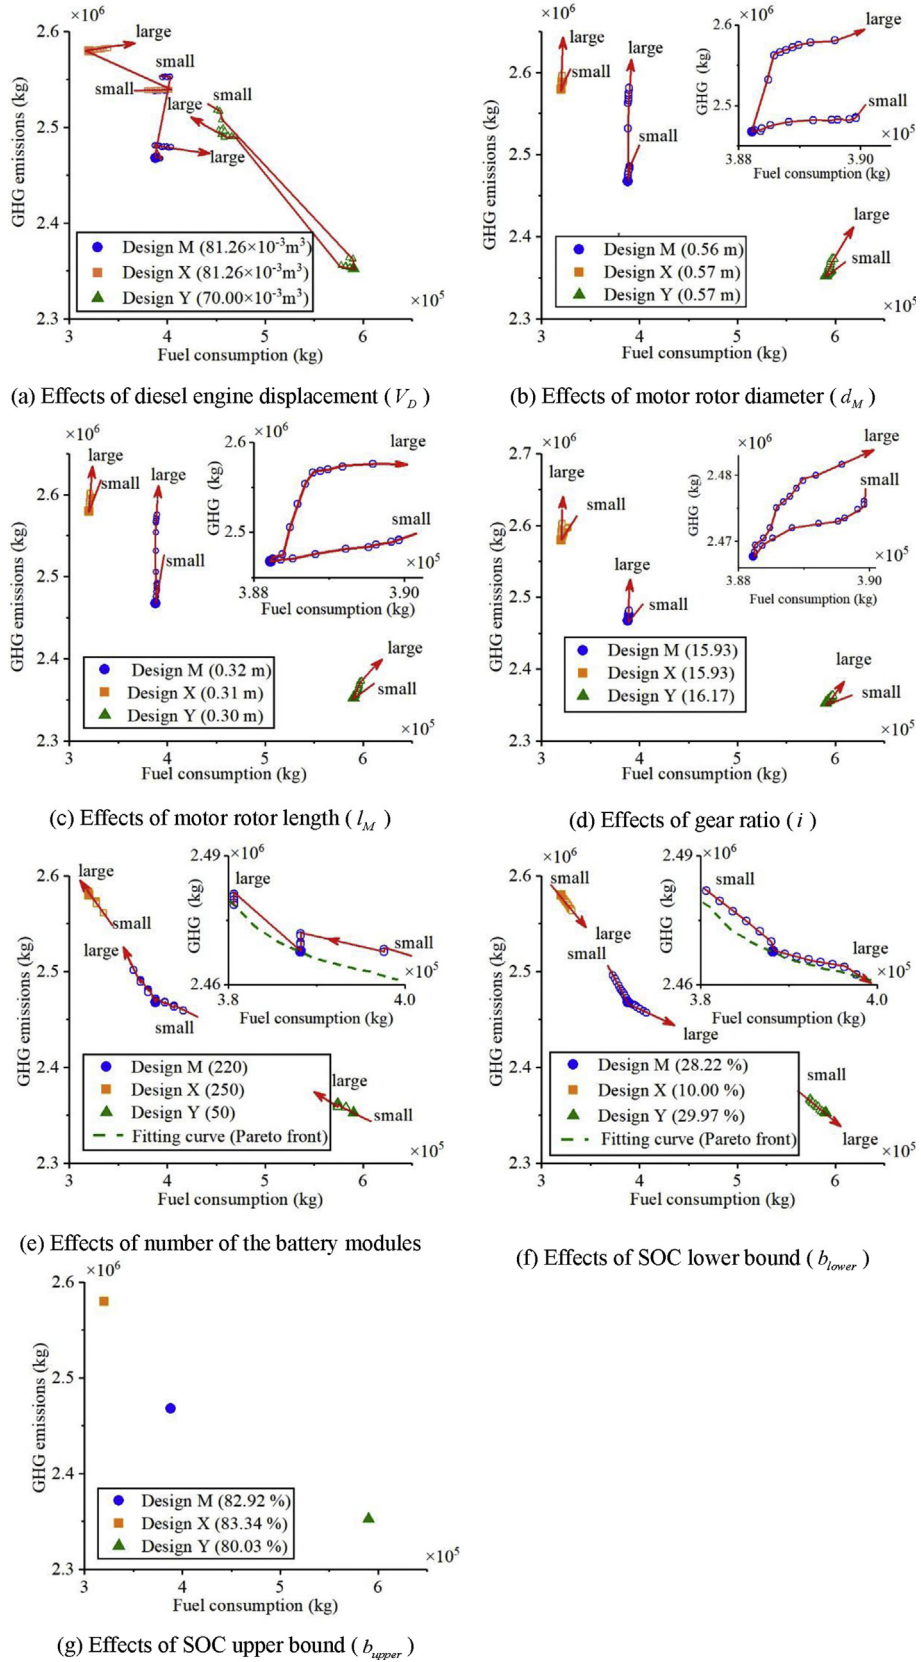 ×10⁶
2.6
2.5
2.4
2.3
3 4 5 6
GHG emissions (kg)
Fuel consumption (kg)
×10⁵
large
small
small
large
small
large
Design M (81.26×10⁻³m³)
Design X (81.26×10⁻³m³)
Design Y (70.00×10⁻³m³)
(a) Effects of diesel engine displacement ( V_D )
×10⁶
2.6
2.5
2.4
2.3
3 4 5 6
GHG emissions (kg)
Fuel consumption (kg)
×10⁵
large
small
large
small
large
small
Design M (0.56 m)
Design X (0.57 m)
Design Y (0.57 m)
×10⁶
2.6
2.5
GHG (kg)
large
small
×10⁵
3.88 3.90
Fuel consumption (kg)
(b) Effects of motor rotor diameter ( d_M )
×10⁶
2.6
2.5
2.4
2.3
3 4 5 6
GHG emissions (kg)
Fuel consumption (kg)
×10⁵
large
small
large
small
large
small
Design M (0.32 m)
Design X (0.31 m)
Design Y (0.30 m)
×10⁶
2.6
2.5
GHG (kg)
large
small
×10⁵
3.88 3.90
Fuel consumption (kg)
(c) Effects of motor rotor length ( l_M )
×10⁶
2.7
2.6
2.5
2.4
2.3
3 4 5 6
GHG emissions (kg)
Fuel consumption (kg)
×10⁵
large
small
large
small
large
small
Design M (15.93)
Design X (15.93)
Design Y (16.17)
×10⁶
2.48
2.47
GHG (kg)
large
small
×10⁵
3.88 3.90
Fuel consumption (kg)
(d) Effects of gear ratio ( i )
×10⁶
2.6
2.5
2.4
2.3
3 4 5 6
GHG emissions (kg)
Fuel consumption (kg)
×10⁵
large
small
large
small
large
small
Design M (220)
Design X (250)
Design Y (50)
Fitting curve (Pareto front)
×10⁶
2.49
2.46
GHG (kg)
large
small
×10⁵
3.8 4.0
Fuel consumption (kg)
(e) Effects of number of the battery modules
×10⁶
2.6
2.5
2.4
2.3
3 4 5 6
GHG emissions (kg)
Fuel consumption (kg)
×10⁵
small
large
small
large
small
large
Design M (28.22 %)
Design X (10.00 %)
Design Y (29.97 %)
Fitting curve (Pareto front)
×10⁶
2.49
2.46
GHG (kg)
small
large
×10⁵
3.8 4.0
Fuel consumption (kg)
(f) Effects of SOC lower bound ( b_lower )
×10⁶
2.6
2.5
2.4
2.3
3 4 5 6
GHG emissions (kg)
Fuel consumption (kg)
×10⁵
Design M (82.92 %)
Design X (83.34 %)
Design Y (80.03 %)
(g) Effects of SOC upper bound ( b_upper )